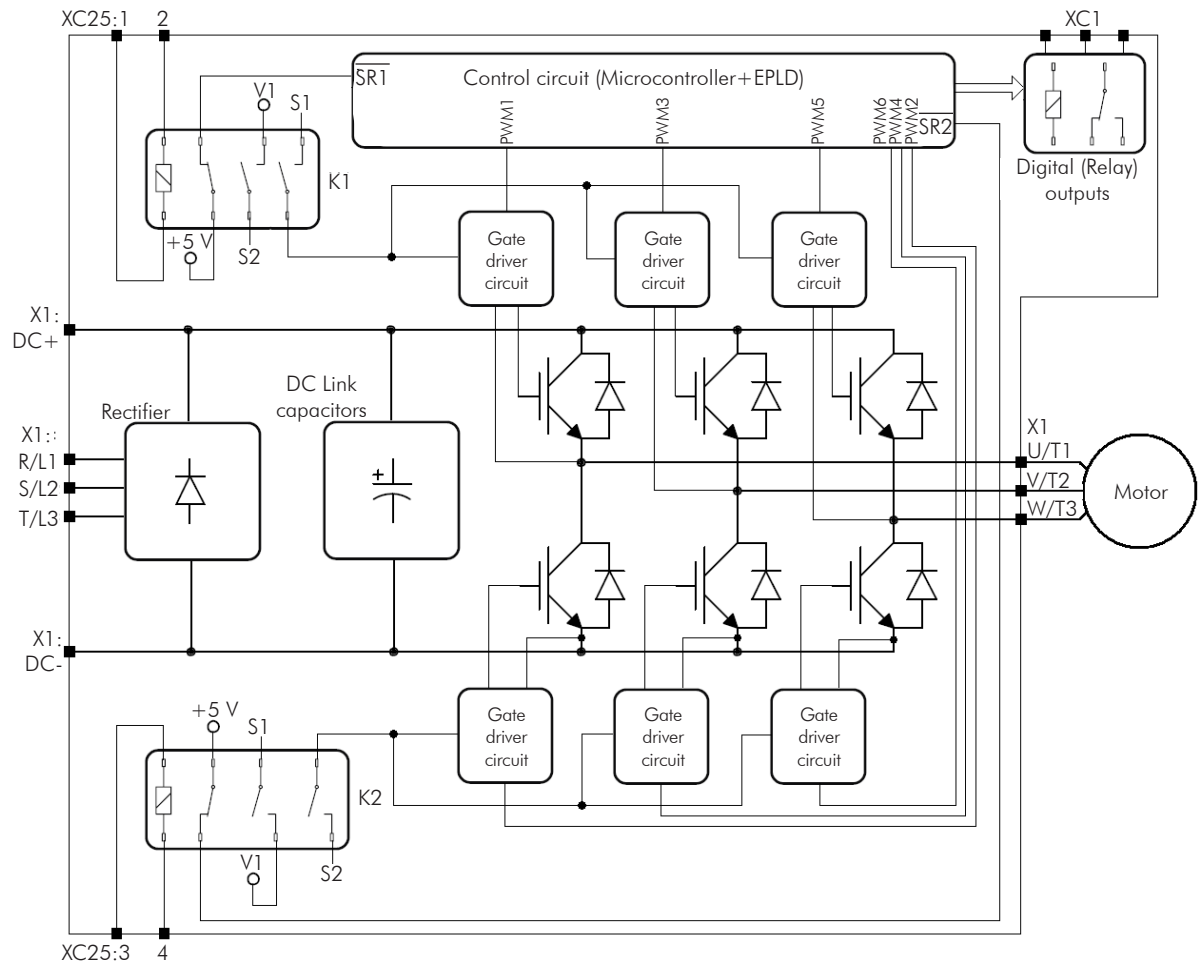 XC25:1 2
XC1
SR1
Control circuit (Microcontroller+EPLD)
PWM1
PWM3
PWM5
PWM6
PWM4
PWM2
SR2
V1
S1
K1
+5 V
S2
Digital (Relay)
outputs
Gate
driver
circuit
Gate
driver
circuit
Gate
driver
circuit
X1:
DC+
Rectifier
DC Link
capacitors
X1::
R/L1
S/L2
T/L3
+
X1
U/T1
V/T2
W/T3
Motor
X1:
DC-
Gate
driver
circuit
Gate
driver
circuit
Gate
driver
circuit
+5 V
S1
K2
V1
S2
XC25:3 4